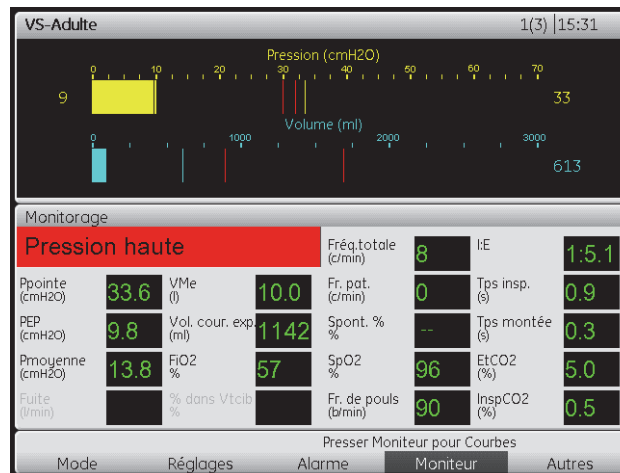 VS-Adulte 1(3) 15:31
Pression (cmH2O)
0 10 20 30 40 50 60 70
9 33
Volume (ml)
0 1000 2000 3000
613
Monitorage
Pression haute
Fréq.totale (c/min) 8
I:E 1:5.1
Ppointe (cmH2O) 33.6
VMe (l) 10.0
Fr. pat. (c/min) 0
Tps insp. (s) 0.9
PEP (cmH2O) 9.8
Vol. cour. exp. (ml) 1142
Spont. % % --
Tps montée (s) 0.3
Pmoyenne (cmH2O) 13.8
FiO2 % 57
SpO2 % 96
EtCO2 (%) 5.0
Fuite (l/min)
% dans Vtcib %
Fr. de pouls (b/min) 90
InspCO2 (%) 0.5
Presser Moniteur pour Courbes
Mode Réglages Alarme Moniteur Autres